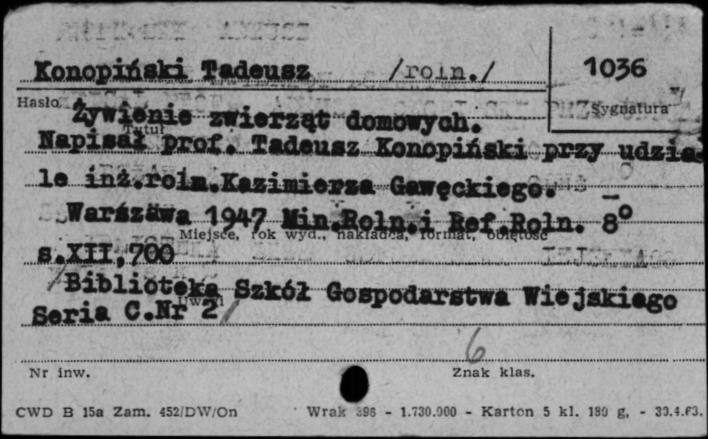 Konopiński Tadeusz /roln./
1036
Hasło
Sygnatura
Żywienie zwierząt domowych.
Tytuł
Napisał prof. Tadeusz Konopiński przy udzia-
le inż.roln.Kazimierza Gawęckiego. –
Warszawa 1947 Min.Roln.i Ref.Roln. 8°
Miejsce, rok wyd., nakładca, format, objętość
s.XII,700
/Biblioteka Szkół Gospodarstwa Wiejskiego
Uwagi
Seria C.Nr 2/
6
Nr inw.
Znak klas.
CWD B 15a Zam. 452/DW/On Wrak 396 - 1.730.000 - Karton 5 kl. 180 g. - 30.4.63.